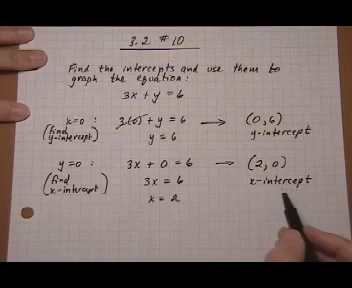 3.2 #10
Find the intercepts and use them to
graph the equation:
3x + y = 6
x=0 : 3(0) + y = 6 → (0,6)
(find y-intercept) y = 6 y-intercept
y=0 : 3x + 0 = 6 → (2,0)
(find x-intercept) 3x = 6 x-intercept
x = 2